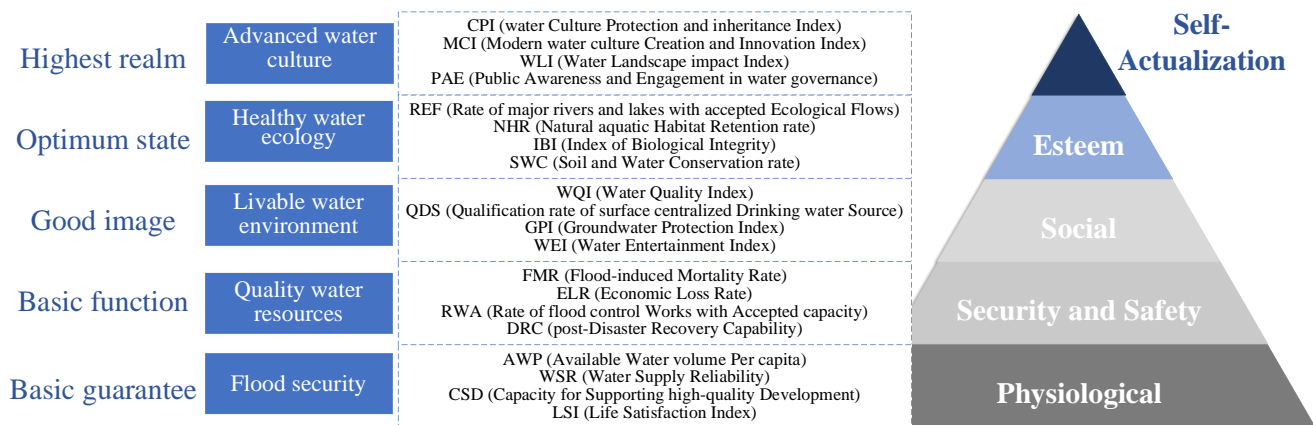 Highest realm
Advanced water
culture
CPI (water Culture Protection and inheritance Index)
MCI (Modern water culture Creation and Innovation Index)
WLI (Water Landscape impact Index)
PAE (Public Awareness and Engagement in water governance)
Self-
Actualization
Optimum state
Healthy water
ecology
REF (Rate of major rivers and lakes with accepted Ecological Flows)
NHR (Natural aquatic Habitat Retention rate)
IBI (Index of Biological Integrity)
SWC (Soil and Water Conservation rate)
Esteem
Good image
Livable water
environment
WQI (Water Quality Index)
QDS (Qualification rate of surface centralized Drinking water Source)
GPI (Groundwater Protection Index)
WEI (Water Entertainment Index)
Social
Basic function
Quality water
resources
FMR (Flood-induced Mortality Rate)
ELR (Economic Loss Rate)
RWA (Rate of flood control Works with Accepted capacity)
DRC (post-Disaster Recovery Capability)
Security and Safety
Basic guarantee
Flood security
AWP (Available Water volume Per capita)
WSR (Water Supply Reliability)
CSD (Capacity for Supporting high-quality Development)
LSI (Life Satisfaction Index)
Physiological